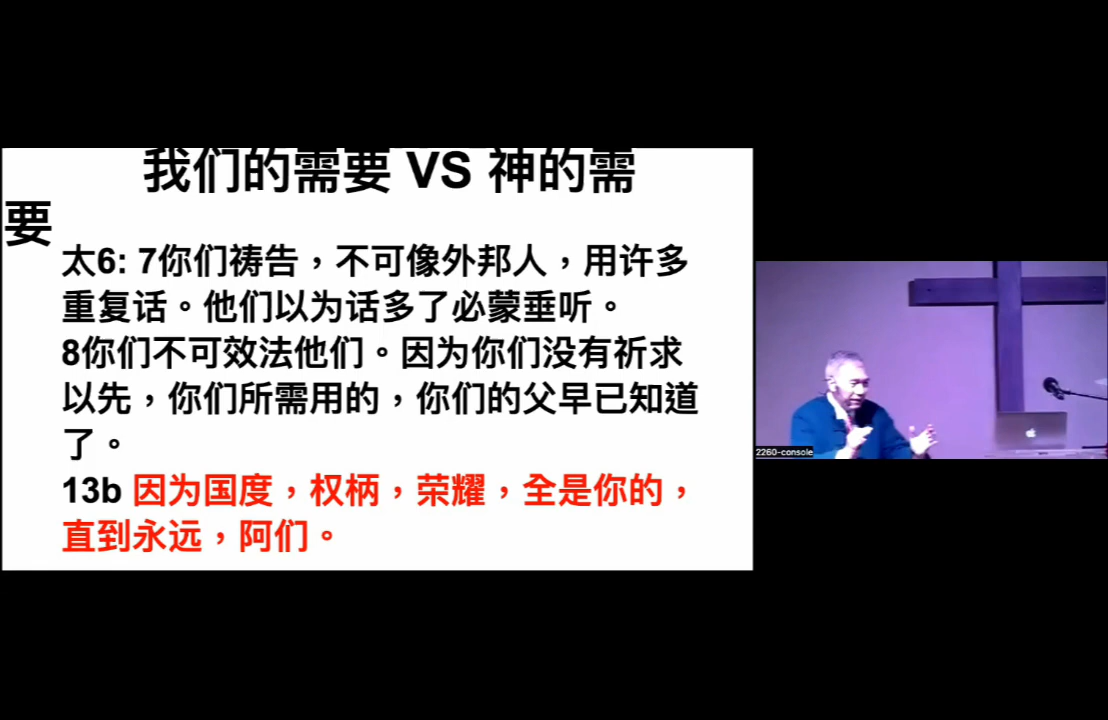 我们的需要 VS 神的需
要
太6: 7你们祷告，不可像外邦人，用许多
重复话。他们以为话多了必蒙垂听。
8你们不可效法他们。因为你们没有祈求
以先，你们所需用的，你们的父早已知道
了。
13b 因为国度，权柄，荣耀，全是你的，
直到永远，阿们。
2260-console